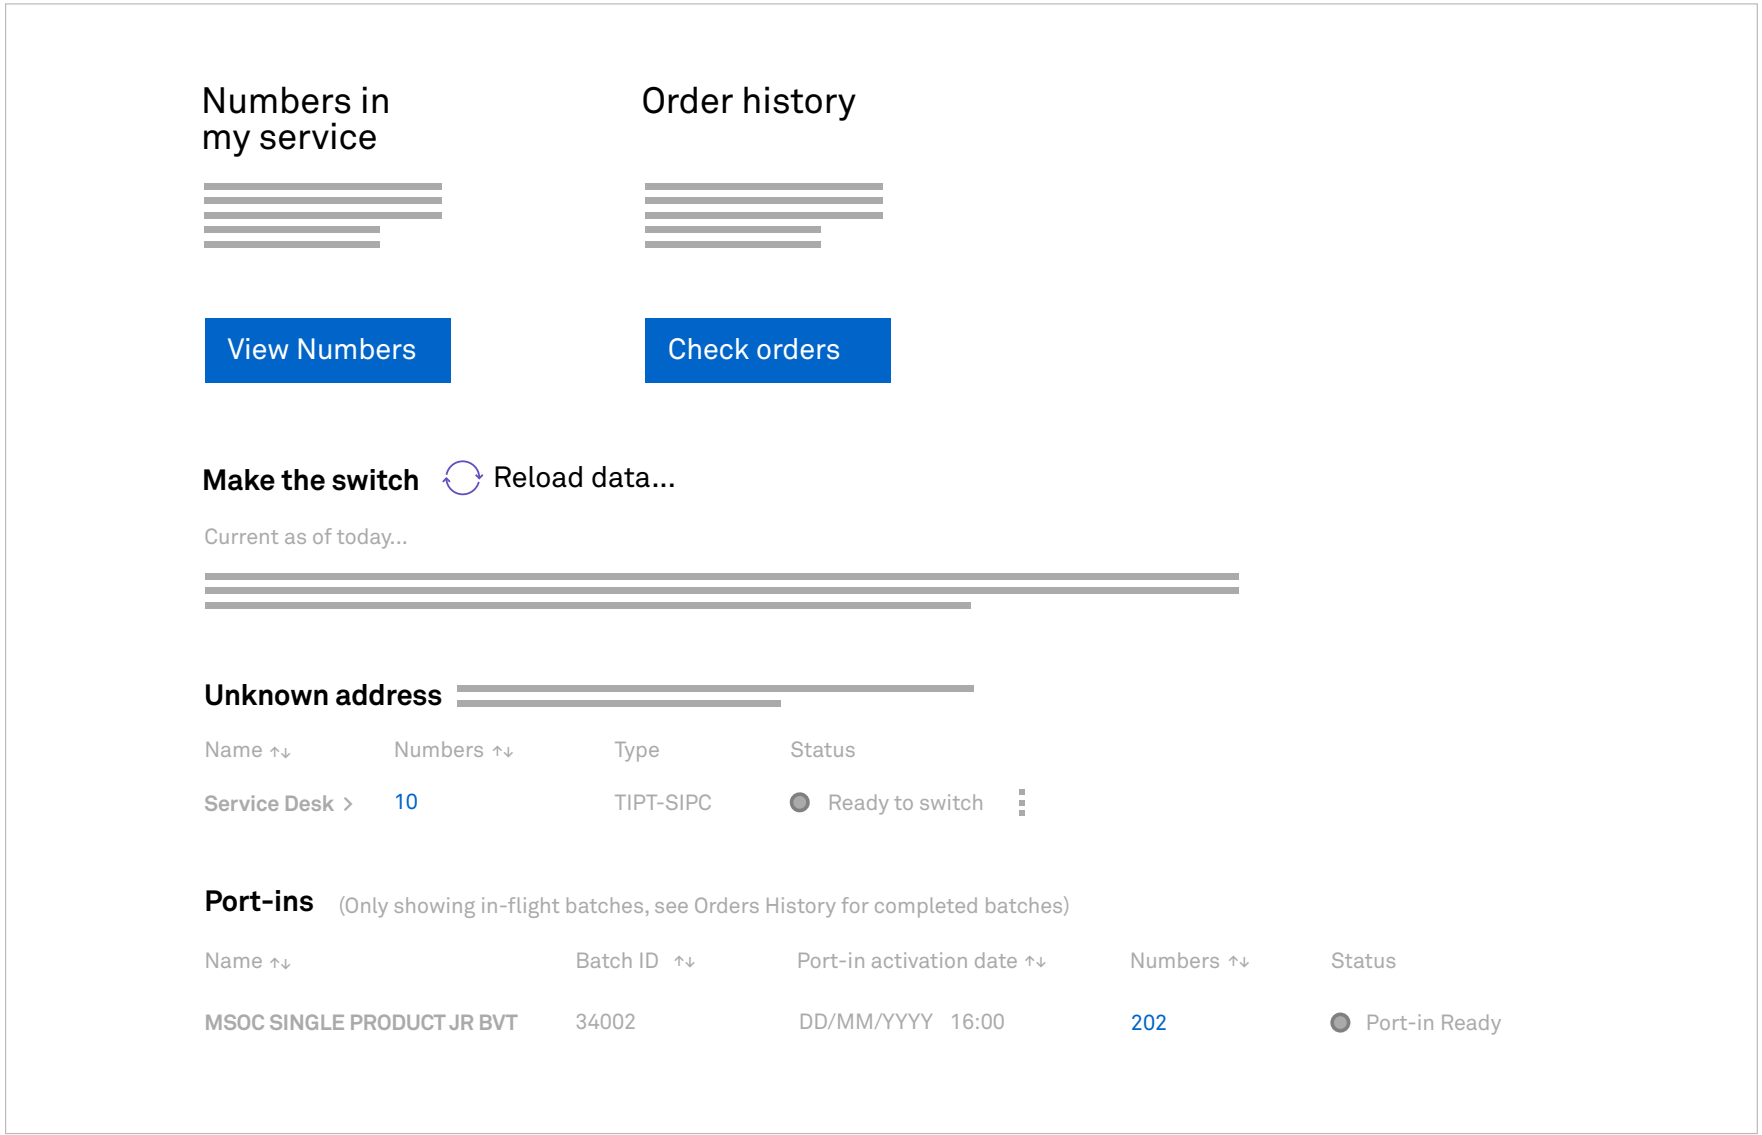 Numbers in
my service
Order history
View Numbers
Check orders
Make the switch
Reload data...
Current as of today...
Unknown address
Name Numbers Type Status
Service Desk > 10 TIPT-SIPC Ready to switch
Port-ins (Only showing in-flight batches, see Orders History for completed batches)
Name Batch ID Port-in activation date Numbers Status
MSOC SINGLE PRODUCT JR BVT 34002 DD/MM/YYYY 16:00 202 Port-in Ready